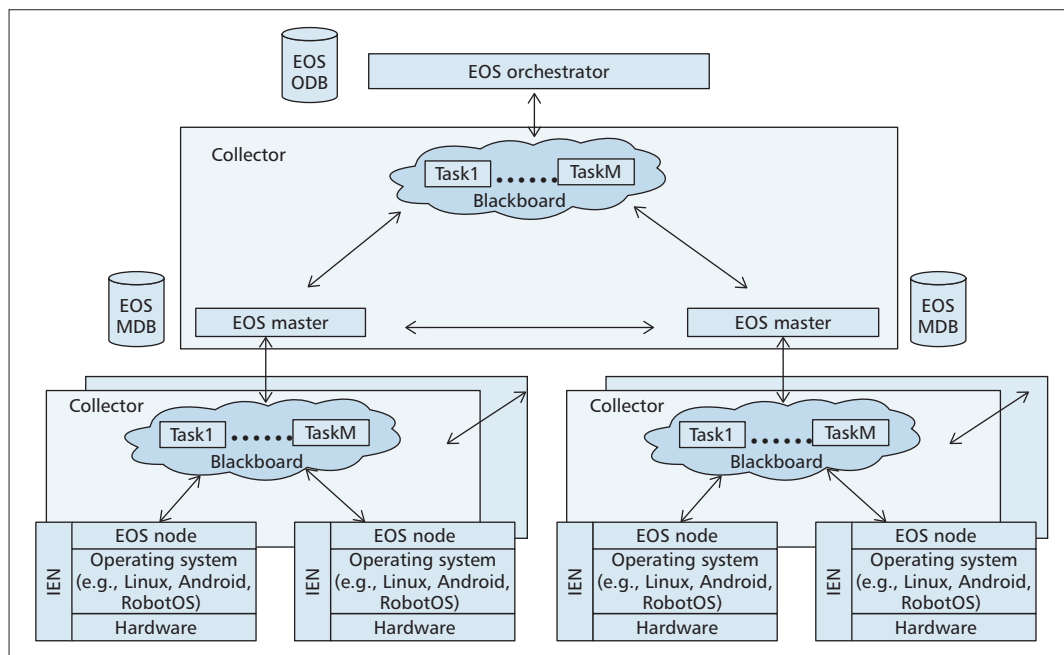 EOS
ODB
EOS orchestrator
Collector
Task1
TaskM
Blackboard
EOS
MDB
EOS master
EOS master
EOS
MDB
Collector
Task1
TaskM
Blackboard
Collector
Task1
TaskM
Blackboard
IEN
EOS node
Operating system
(e.g., Linux, Android,
RobotOS)
Hardware
IEN
EOS node
Operating system
(e.g., Linux, Android,
RobotOS)
Hardware
IEN
EOS node
Operating system
(e.g., Linux, Android,
RobotOS)
Hardware
IEN
EOS node
Operating system
(e.g., Linux, Android,
RobotOS)
Hardware